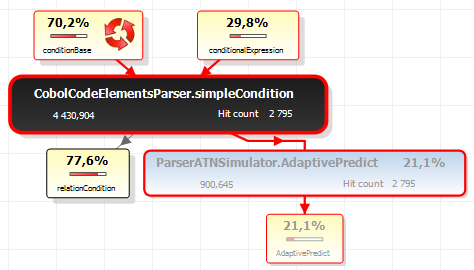 70,2%
conditionBase
29,8%
conditionalExpression
CobolCodeElementsParser.simpleCondition
4 430,904
Hit count 2 795
77,6%
relationCondition
ParserATNSimulator.AdaptivePredict 21,1%
900,645
Hit count 2 795
21,1%
AdaptivePredict